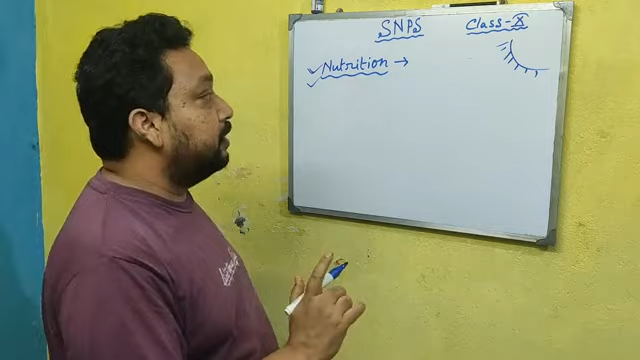 SNPS Class-X
Nutrition →